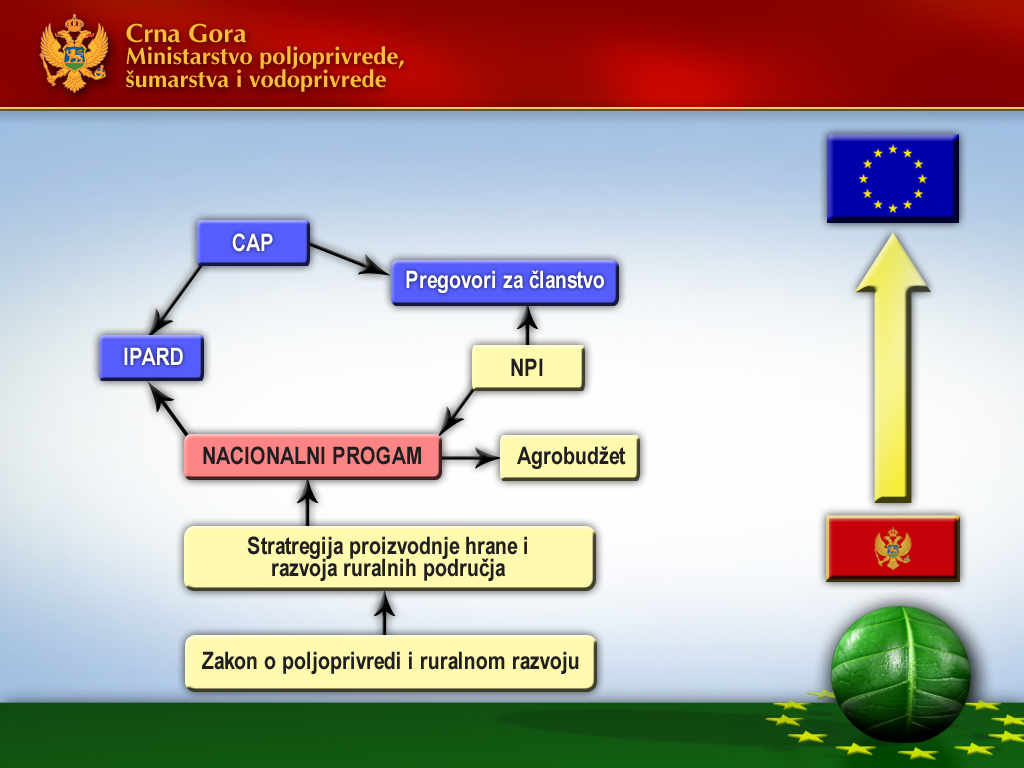 Crna Gora
Ministarstvo poljoprivrede,
šumarstva i vodoprivrede
CAP
Pregovori za članstvo
IPARD
NPI
NACIONALNI PROGAM
Agrobudžet
Stratregija proizvodnje hrane i
razvoja ruralnih područja
Zakon o poljoprivredi i ruralnom razvoju